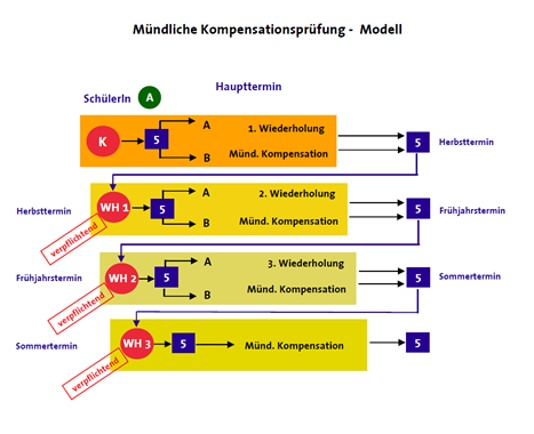 Mündliche Kompensationsprüfung - Modell
Haupttermin
SchülerIn A
K 5 A 1. Wiederholung
B Münd. Kompensation
5 Herbsttermin
Herbsttermin WH 1 5 A 2. Wiederholung
B Münd. Kompensation
5 Frühjahrstermin
verpflichtend
Frühjahrstermin WH 2 5 A 3. Wiederholung
B Münd. Kompensation
5 Sommertermin
verpflichtend
Sommertermin WH 3 5 Münd. Kompensation 5
verpflichtend